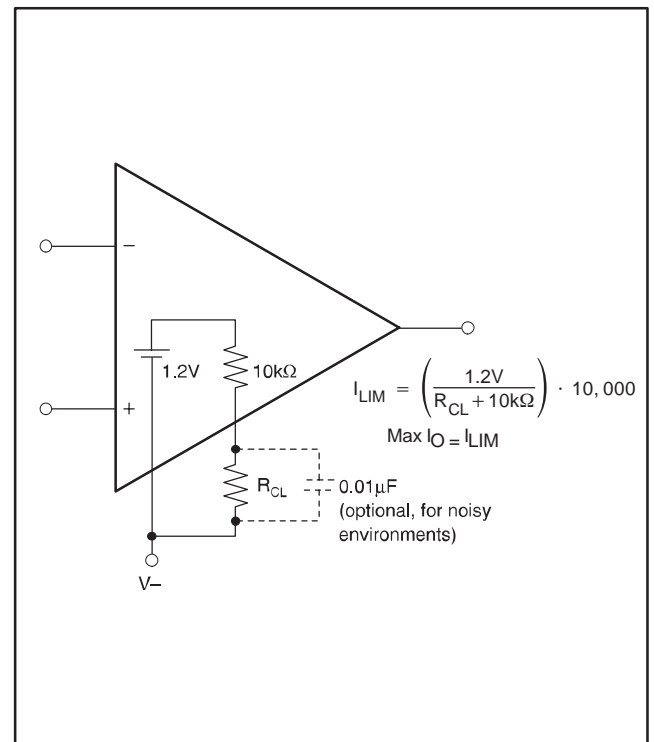 −
1.2V
10kΩ
I_LIM = (1.2V / (R_CL + 10kΩ)) · 10,000
+
Max I_O = I_LIM
R_CL
0.01μF
(optional, for noisy
environments)
V−